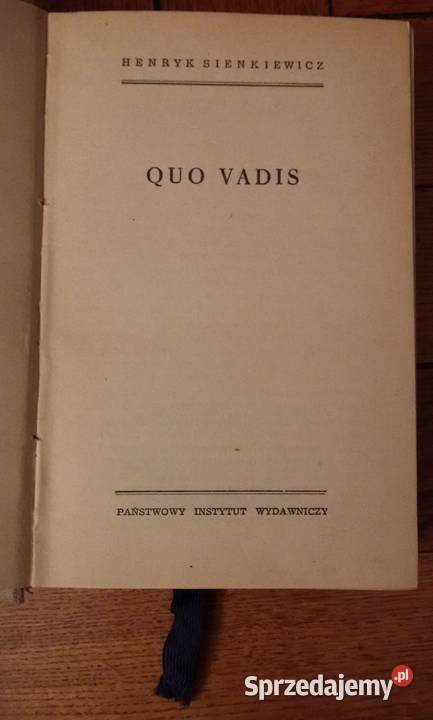 HENRYK SIENKIEWICZ
QUO VADIS
PAŃSTWOWY INSTYTUT WYDAWNICZY
Sprzedajemy.pl